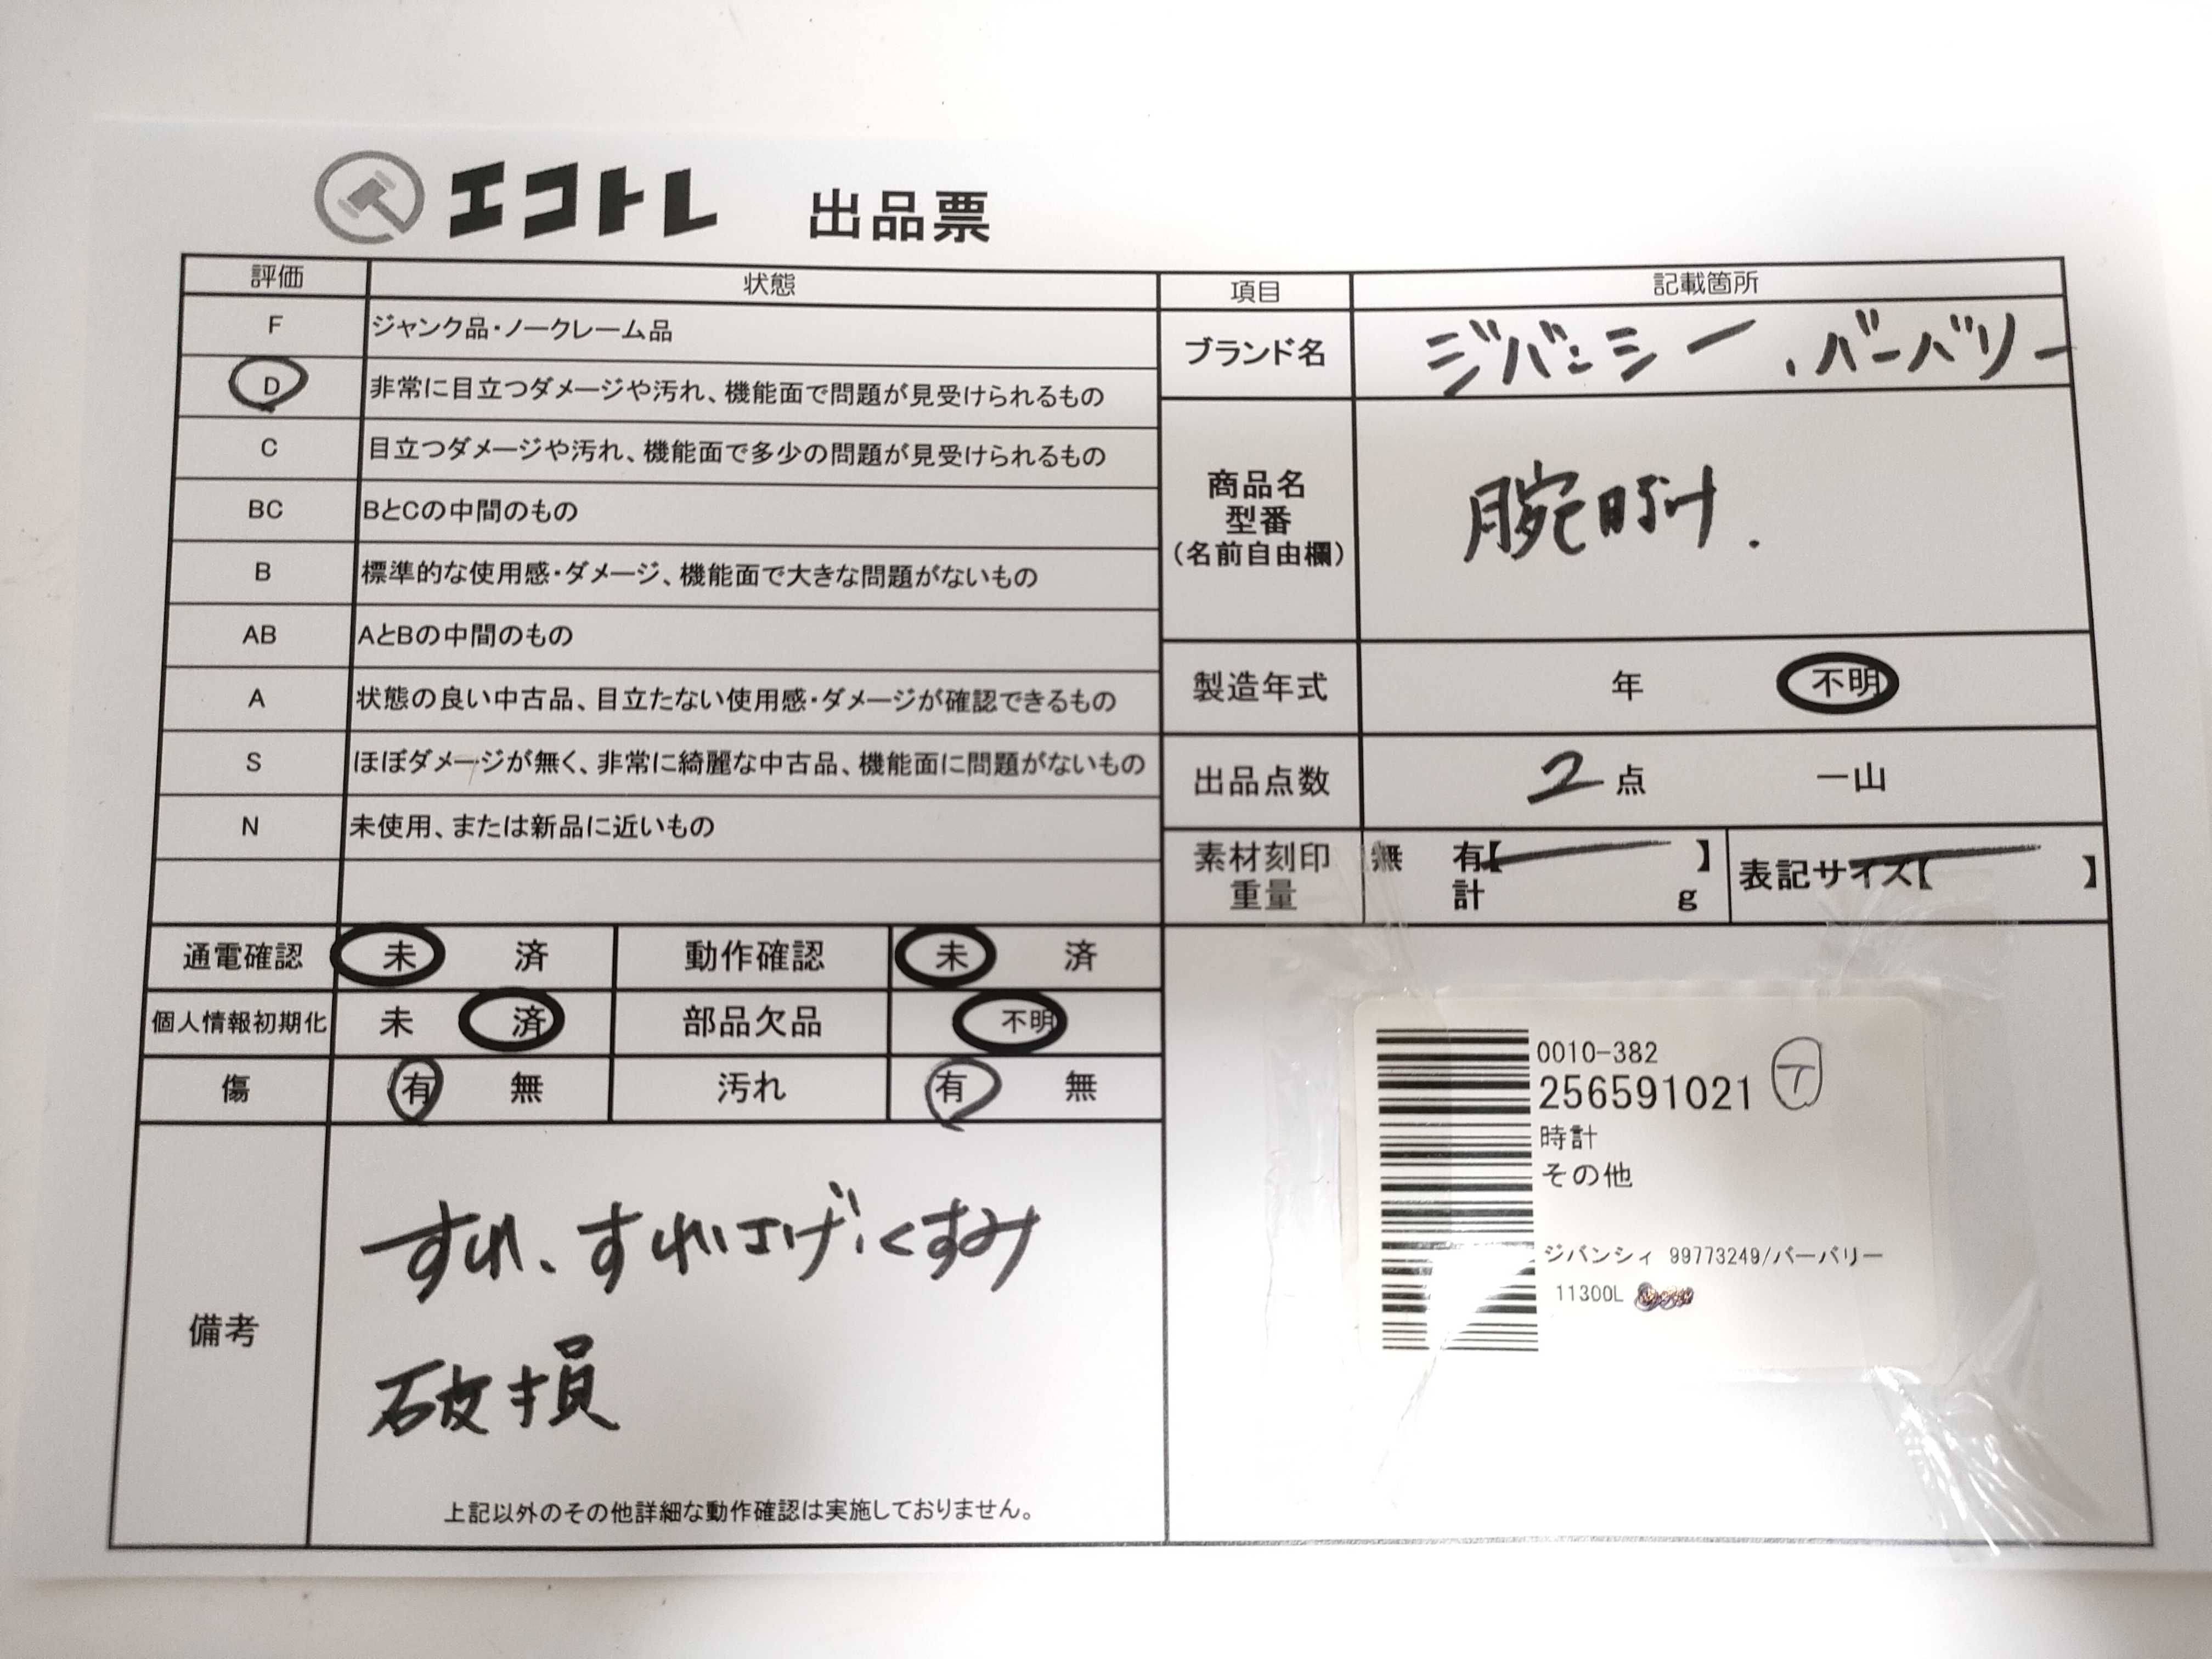 エコトレ 出品票
評価 状態
F ジャンク品・ノークレーム品
D 非常に目立つダメージや汚れ、機能面で問題が見受けられるもの
C 目立つダメージや汚れ、機能面で多少の問題が見受けられるもの
BC BとCの中間のもの
B 標準的な使用感・ダメージ、機能面で大きな問題がないもの
AB AとBの中間のもの
A 状態の良い中古品、目立たない使用感・ダメージが確認できるもの
S ほぼダメージが無く、非常に綺麗な中古品、機能面に問題がないもの
N 未使用、または新品に近いもの
通電確認 未 済 動作確認 未 済
個人情報初期化 未 済 部品欠品 不明
傷 有 無 汚れ 有 無
備考
すれ、すれハゲ、くすみ
破損
上記以外のその他詳細な動作確認は実施しておりません。
項目 記載箇所
ブランド名 ジバンシー、バーバリー
商品名
型番
(名前自由欄)
腕時計.
製造年式 年 不明
出品点数 2点 一山
素材刻印 無 有【 】
重量 計 g
表記サイズ【 】
0010-382
256591021 T
時計
その他
ジバンシィ 99773249/バーバリー
11300L